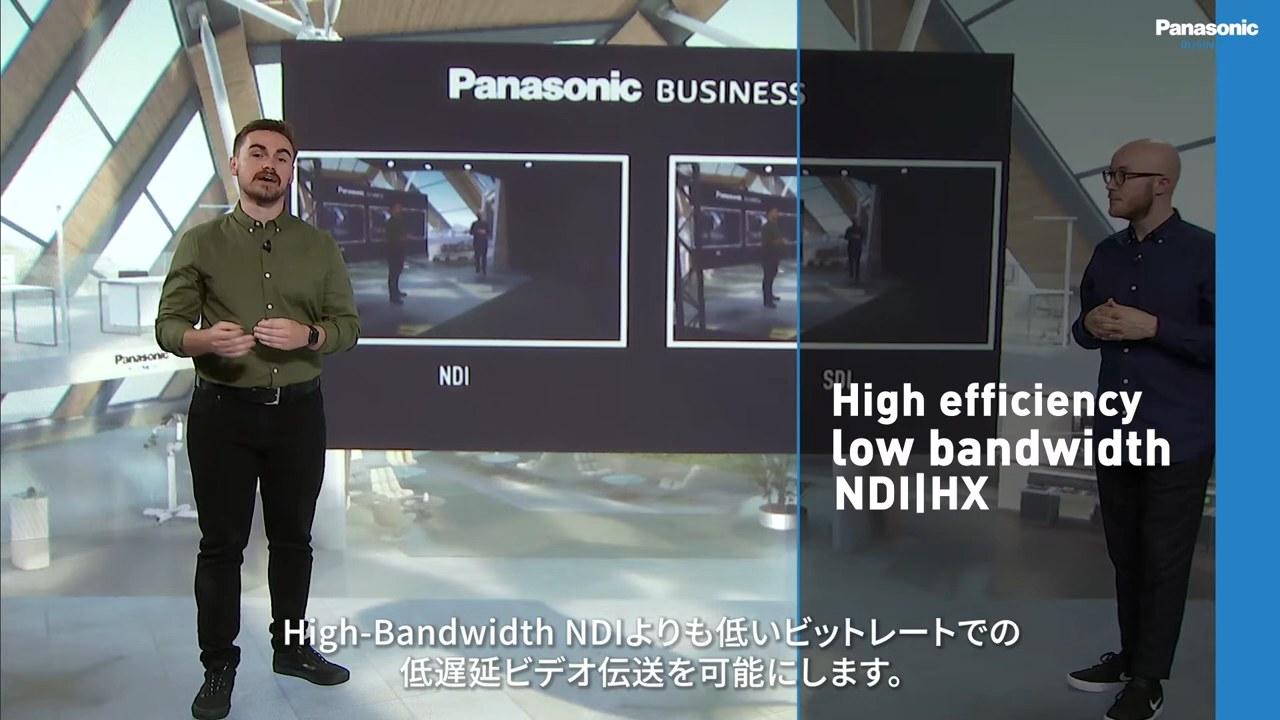 Panasonic
Panasonic BUSINESS
Panasonic
NDI
SDI
High efficiency
low bandwidth
NDI|HX
High-Bandwidth NDIよりも低いビットレートでの
低遅延ビデオ伝送を可能にします。